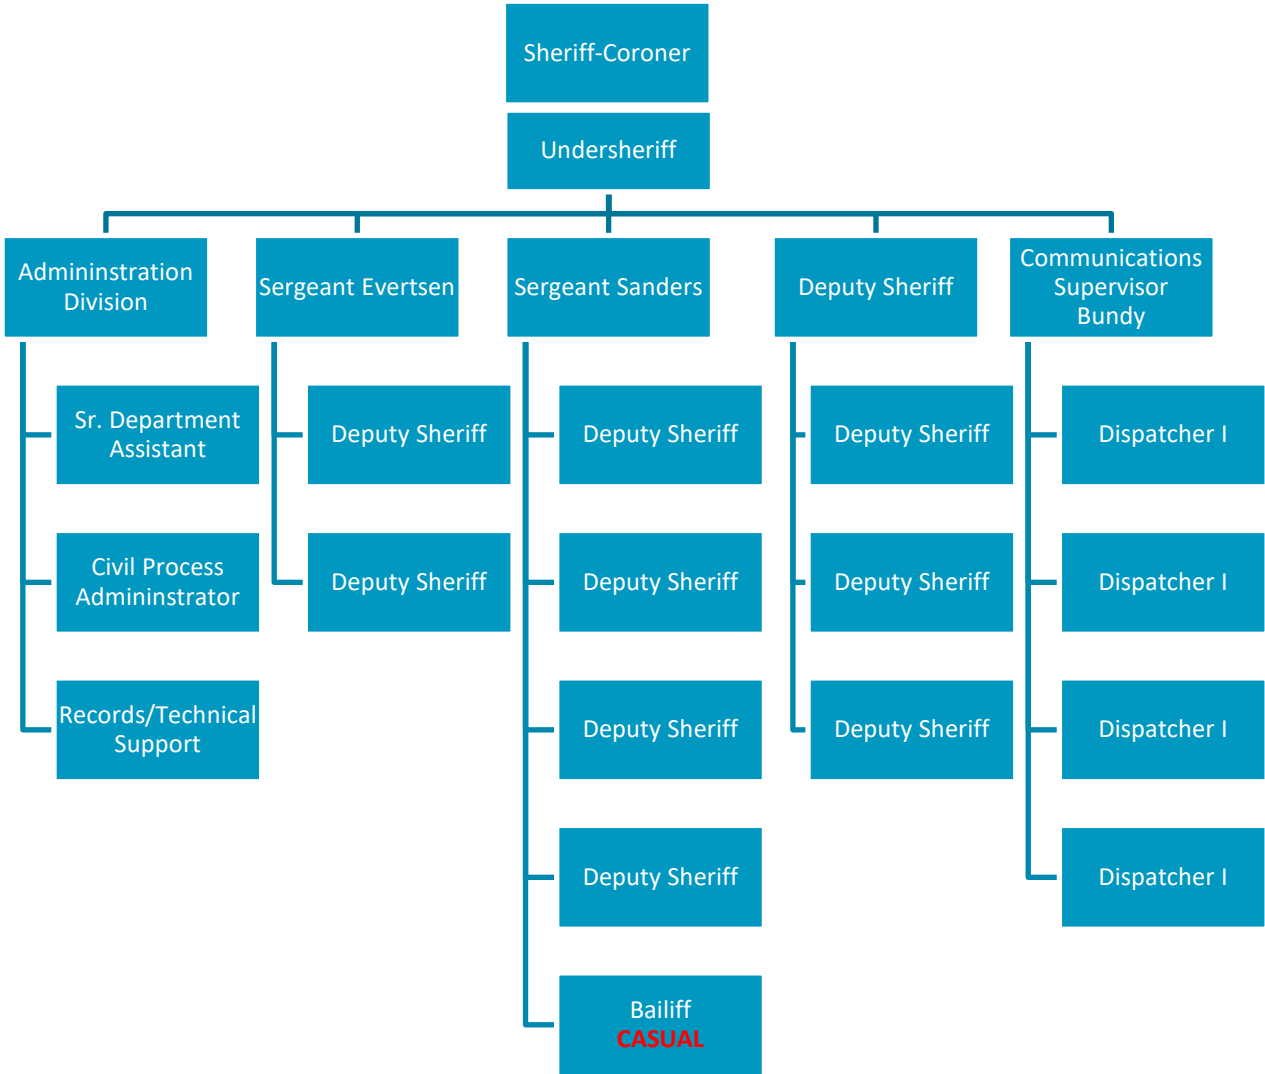 Sheriff-Coroner
Undersheriff
Admininstration
Division
Sergeant Evertsen
Sergeant Sanders
Deputy Sheriff
Communications
Supervisor
Bundy
Sr. Department
Assistant
Deputy Sheriff
Deputy Sheriff
Deputy Sheriff
Dispatcher I
Civil Process
Admininstrator
Deputy Sheriff
Deputy Sheriff
Deputy Sheriff
Dispatcher I
Records/Technical
Support
Deputy Sheriff
Deputy Sheriff
Dispatcher I
Deputy Sheriff
Dispatcher I
Bailiff
CASUAL